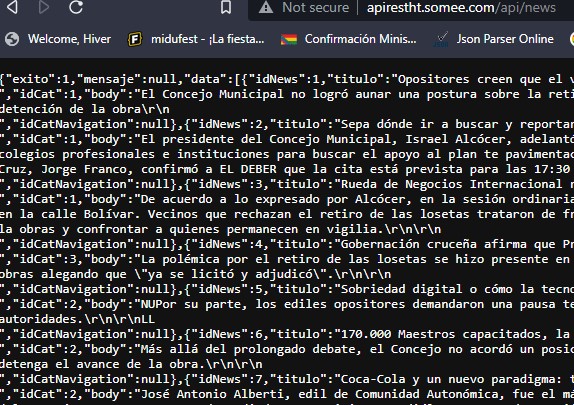 Not secure | apirestht.somee.com/api/news
Welcome, Hiver midufest - ¡La fiesta... Confirmación Minis... Json Parser Online
{"exito":1,"mensaje":null,"data":[{"idNews":1,"titulo":"Opositores creen que el v
","idCat":1,"body":"El Concejo Municipal no logró aunar una postura sobre la reti
detención de la obra\r\n
","idCatNavigation":null},{"idNews":2,"titulo":"Sepa dónde ir a buscar y reportar
","idCat":1,"body":"El presidente del Concejo Municipal, Israel Alcócer, adelantó
colegios profesionales e instituciones para buscar el apoyo al plan te pavimentac
Cruz, Jorge Franco, confirmó a EL DEBER que la cita está prevista para las 17:30
","idCatNavigation":null},{"idNews":3,"titulo":"Rueda de Negocios Internacional r
","idCat":1,"body":"De acuerdo a lo expresado por Alcócer, en la sesión ordinaria
en la calle Bolívar. Vecinos que rechazan el retiro de las losetas trataron de fr
la obras y confrontar a quienes permanecen en vigilia.\r\n\r\n
","idCatNavigation":null},{"idNews":4,"titulo":"Gobernación cruceña afirma que Pr
","idCat":3,"body":"La polémica por el retiro de las losetas se hizo presente en
obras alegando que \"ya se licitó y adjudicó\".\r\n\r\n
","idCatNavigation":null},{"idNews":5,"titulo":"Sobriedad digital o cómo la tecno
","idCat":2,"body":"NUPor su parte, los ediles opositores demandaron una pausa te
autoridades.\r\n\r\nLL
","idCatNavigation":null},{"idNews":6,"titulo":"170.000 Maestros capacitados, la
","idCat":2,"body":"Más allá del prolongado debate, el Concejo no acordó un posic
detenga el avance de la obra.\r\n\r\n
","idCatNavigation":null},{"idNews":7,"titulo":"Coca-Cola y un nuevo paradigma: t
","idCat":2,"body":"José Antonio Alberti, edil de Comunidad Autonómica, fue el má